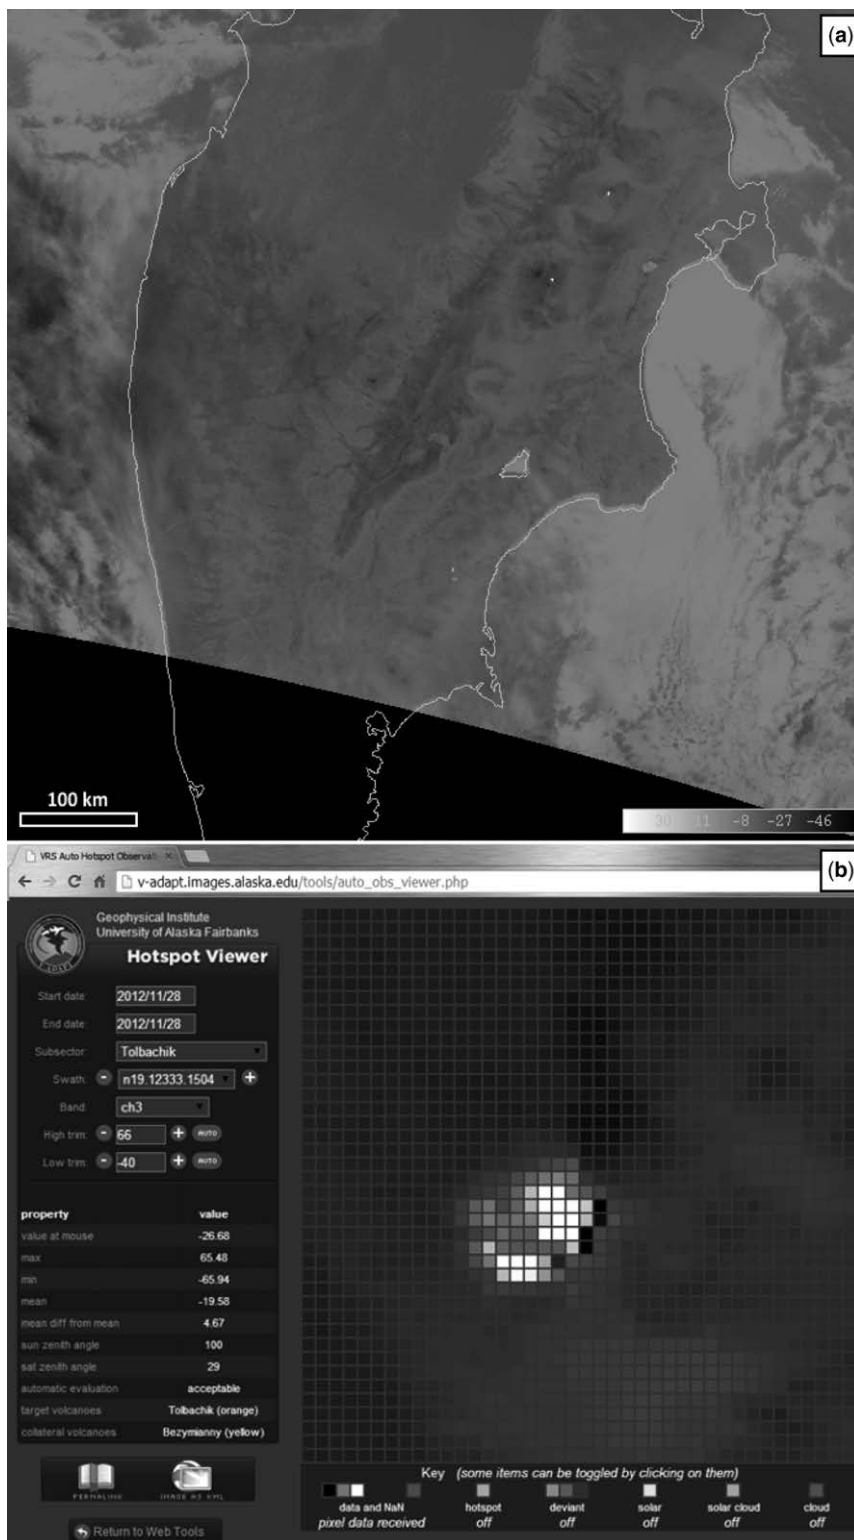 (a)
100 km
30 11 -8 -27 -46
VRS Auto Hotspot Observat
v-adapt.images.alaska.edu/tools/auto_obs_viewer.php
(b)
Geophysical Institute
University of Alaska Fairbanks
Hotspot Viewer
Start date: 2012/11/28
End date: 2012/11/28
Subsector: Tolbachik
Swath: - n19.12333.1504 +
Band: ch3
High trim: - 66 + AUTO
Low trim: - -40 + AUTO
property value
value at mouse -26.68
max 65.48
min -65.94
mean -19.58
mean diff from mean 4.67
sun zenith angle 100
sat zenith angle 29
automatic evaluation acceptable
target volcanoes Tolbachik (orange)
collateral volcanoes Bezymianny (yellow)
PERMALINK IMAGE AS KML
Return to Web Tools
Key (some items can be toggled by clicking on them)
data and NaN hotspot deviant solar solar cloud cloud
pixel data received off off off off off